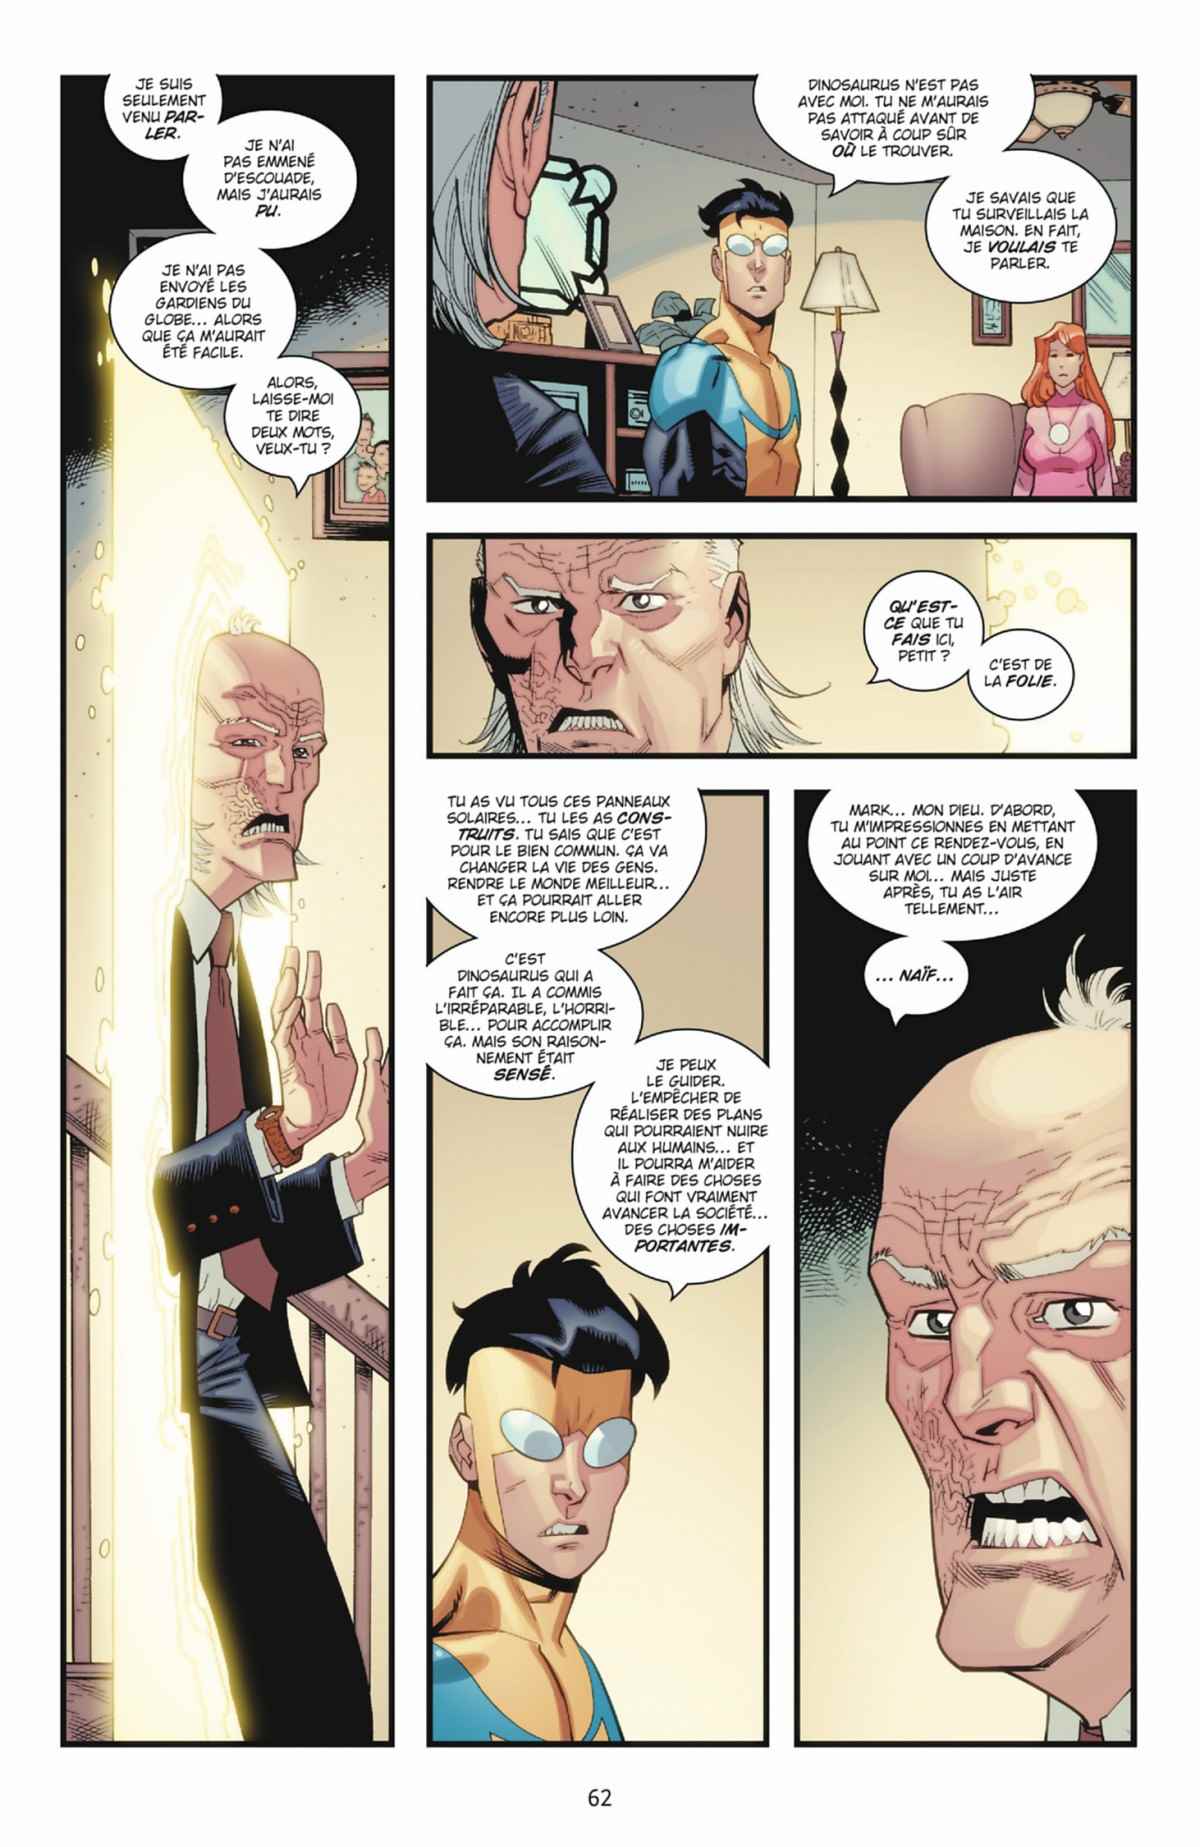 JE SUIS
SEULEMENT
VENU PAR-
LER.
JE N'AI
PAS EMMENÉ
D'ESCOUADE,
MAIS J'AURAIS
PU.
JE N'AI PAS
ENVOYÉ LES
GARDIENS DU
GLOBE... ALORS
QUE ÇA M'AURAIT
ÉTÉ FACILE.
ALORS,
LAISSE-MOI
TE DIRE
DEUX MOTS,
VEUX-TU ?
DINOSAURUS N'EST PAS
AVEC MOI. TU NE M'AURAIS
PAS ATTAQUÉ AVANT DE
SAVOIR À COUP SÛR
OÙ LE TROUVER.
JE SAVAIS QUE
TU SURVEILLAIS LA
MAISON. EN FAIT,
JE VOULAIS TE
PARLER.
QU'EST-
CE QUE TU
FAIS ICI,
PETIT ?
C'EST DE
LA FOLIE.
TU AS VU TOUS CES PANNEAUX
SOLAIRES... TU LES AS CONS-
TRUITS. TU SAIS QUE C'EST
POUR LE BIEN COMMUN. ÇA VA
CHANGER LA VIE DES GENS.
RENDRE LE MONDE MEILLEUR...
ET ÇA POURRAIT ALLER
ENCORE PLUS LOIN.
C'EST
DINOSAURUS QUI A
FAIT ÇA. IL A COMMIS
L'IRRÉPARABLE, L'HORRI-
BLE... POUR ACCOMPLIR
ÇA. MAIS SON RAISON-
NEMENT ÉTAIT
SENSÉ.
JE PEUX
LE GUIDER.
L'EMPÊCHER DE
RÉALISER DES PLANS
QUI POURRAIENT NUIRE
AUX HUMAINS... ET
IL POURRA M'AIDER
À FAIRE DES CHOSES
QUI FONT VRAIMENT
AVANCER LA SOCIÉTÉ...
DES CHOSES IM-
PORTANTES.
MARK... MON DIEU. D'ABORD,
TU M'IMPRESSIONNES EN METTANT
AU POINT CE RENDEZ-VOUS, EN
JOUANT AVEC UN COUP D'AVANCE
SUR MOI... MAIS JUSTE
APRÈS, TU AS L'AIR
TELLEMENT...
... NAÏF...
62